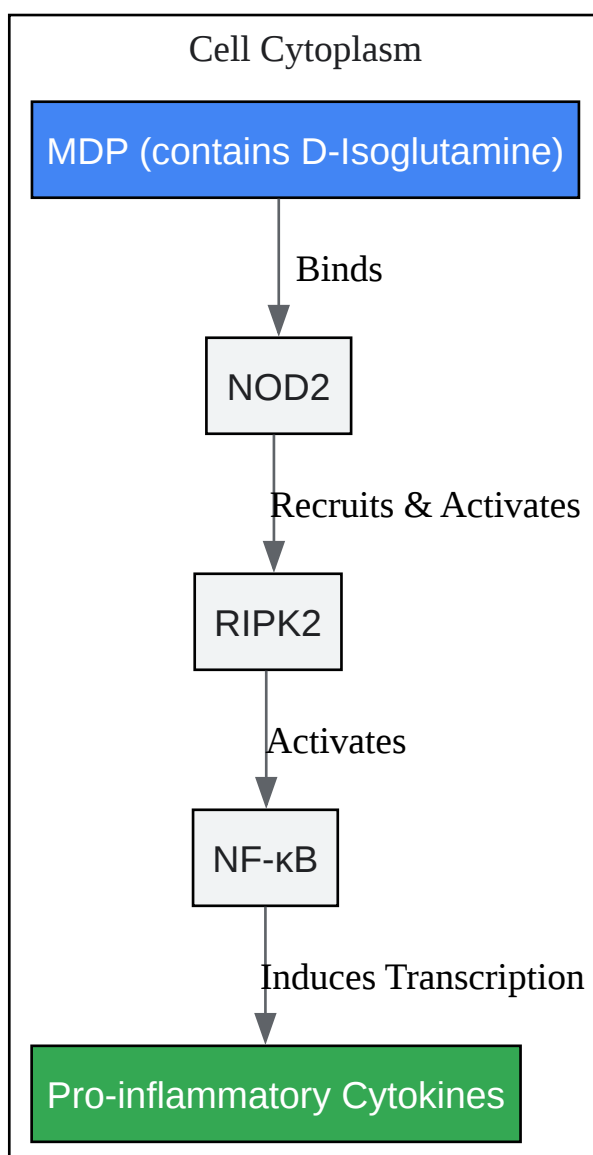 Cell Cytoplasm
MDP (contains D-Isoglutamine)
Binds
NOD2
Recruits & Activates
RIPK2
Activates
NF-κB
Induces Transcription
Pro-inflammatory Cytokines